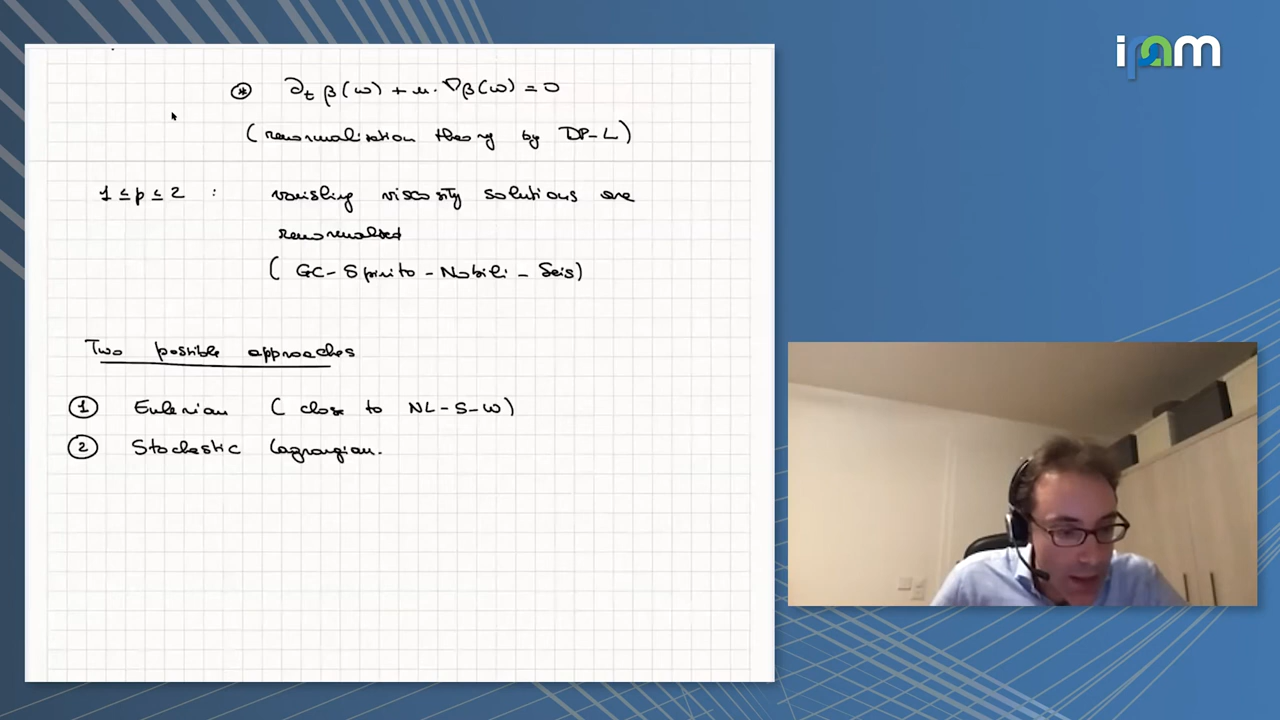 ⊛ ∂t β(ω) + u · ∇β(ω) = 0
(renormalization theory by DP-L)
1 ≤ p ≤ 2 : vanishing viscosity solutions are
renormalized
( GC - Spirito - Nobili - Seis)
Two possible approaches
① Eulerian ( close to NL-S-W)
② Stochastic Lagrangian.
ipam